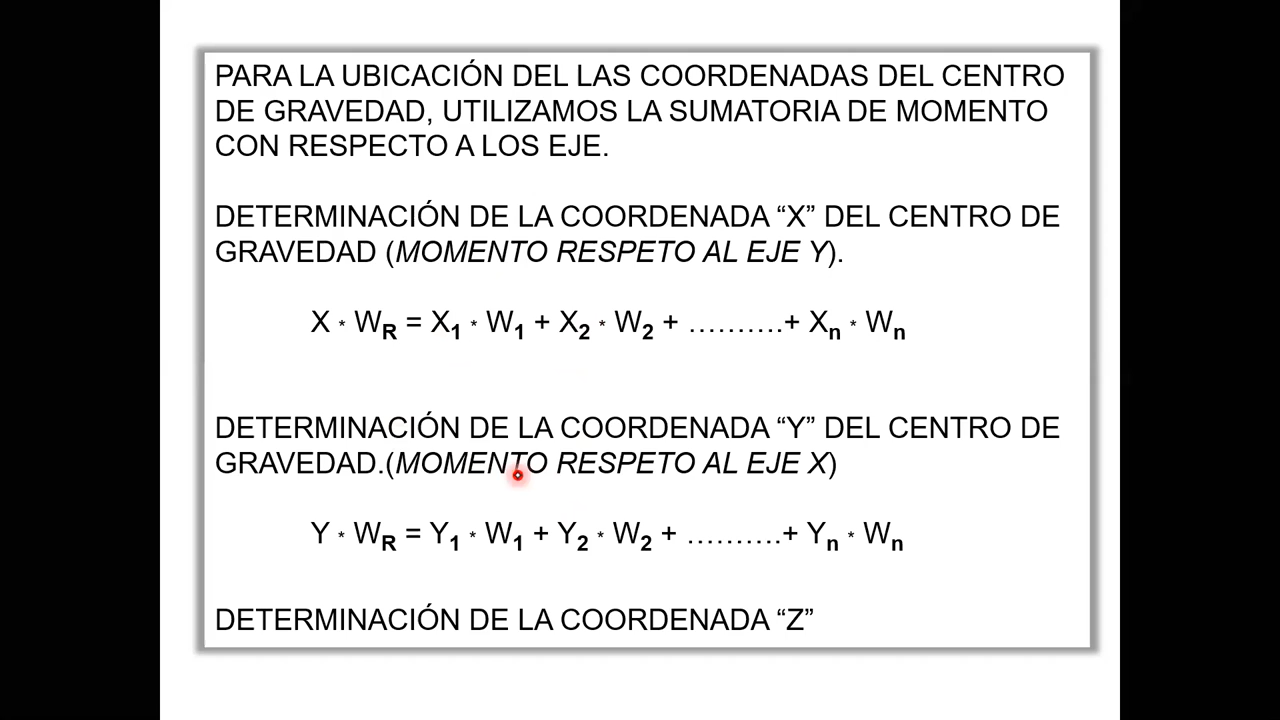 PARA LA UBICACIÓN DEL LAS COORDENADAS DEL CENTRO
DE GRAVEDAD, UTILIZAMOS LA SUMATORIA DE MOMENTO
CON RESPECTO A LOS EJE.
DETERMINACIÓN DE LA COORDENADA “X” DEL CENTRO DE
GRAVEDAD (MOMENTO RESPETO AL EJE Y).
X * WR = X1 * W1 + X2 * W2 + ……….+ Xn * Wn
DETERMINACIÓN DE LA COORDENADA “Y” DEL CENTRO DE
GRAVEDAD.(MOMENTO RESPETO AL EJE X)
Y * WR = Y1 * W1 + Y2 * W2 + ……….+ Yn * Wn
DETERMINACIÓN DE LA COORDENADA “Z”